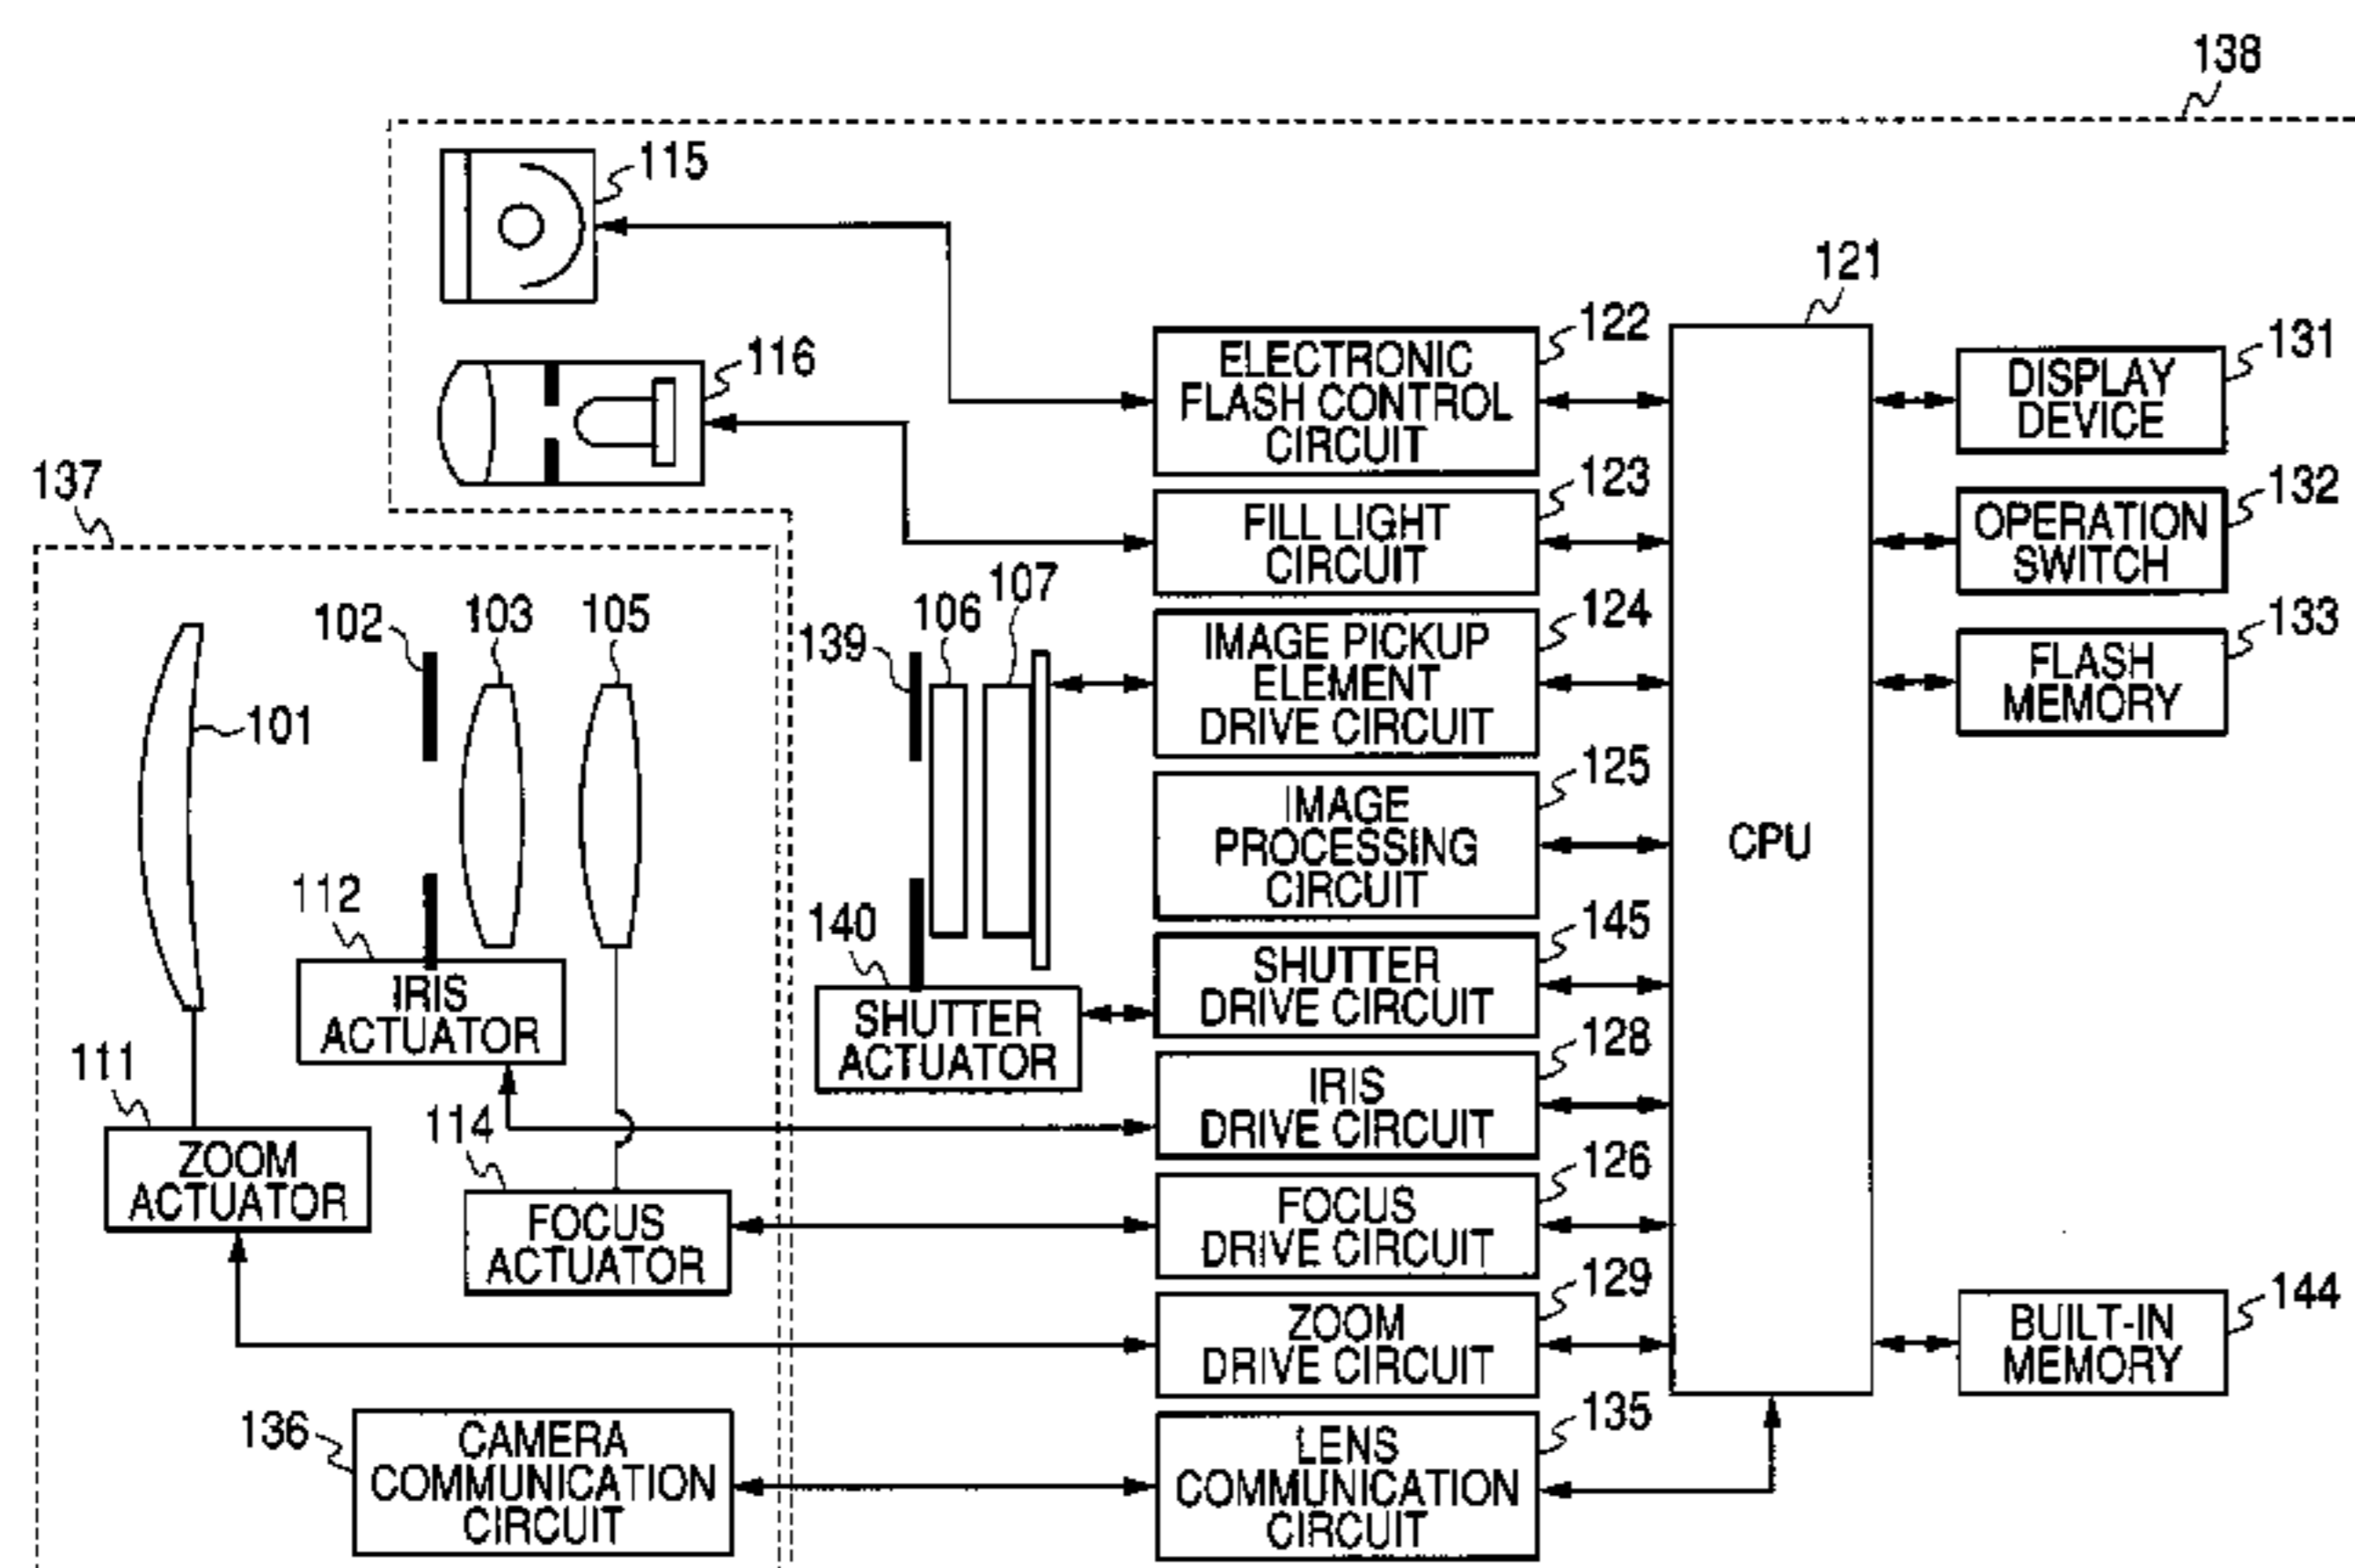 138
115
121
122
ELECTRONIC
FLASH CONTROL
CIRCUIT
131
DISPLAY
DEVICE
116
137
123
FILL LIGHT
CIRCUIT
132
OPERATION
SWITCH
102
103
105
139
106
107
124
IMAGE PICKUP
ELEMENT
DRIVE CIRCUIT
133
FLASH
MEMORY
101
125
IMAGE
PROCESSING
CIRCUIT
CPU
112
IRIS
ACTUATOR
140
SHUTTER
ACTUATOR
145
SHUTTER
DRIVE CIRCUIT
128
IRIS
DRIVE CIRCUIT
111
ZOOM
ACTUATOR
114
FOCUS
ACTUATOR
126
FOCUS
DRIVE CIRCUIT
129
ZOOM
DRIVE CIRCUIT
144
BUILT-IN
MEMORY
136
CAMERA
COMMUNICATION
CIRCUIT
135
LENS
COMMUNICATION
CIRCUIT